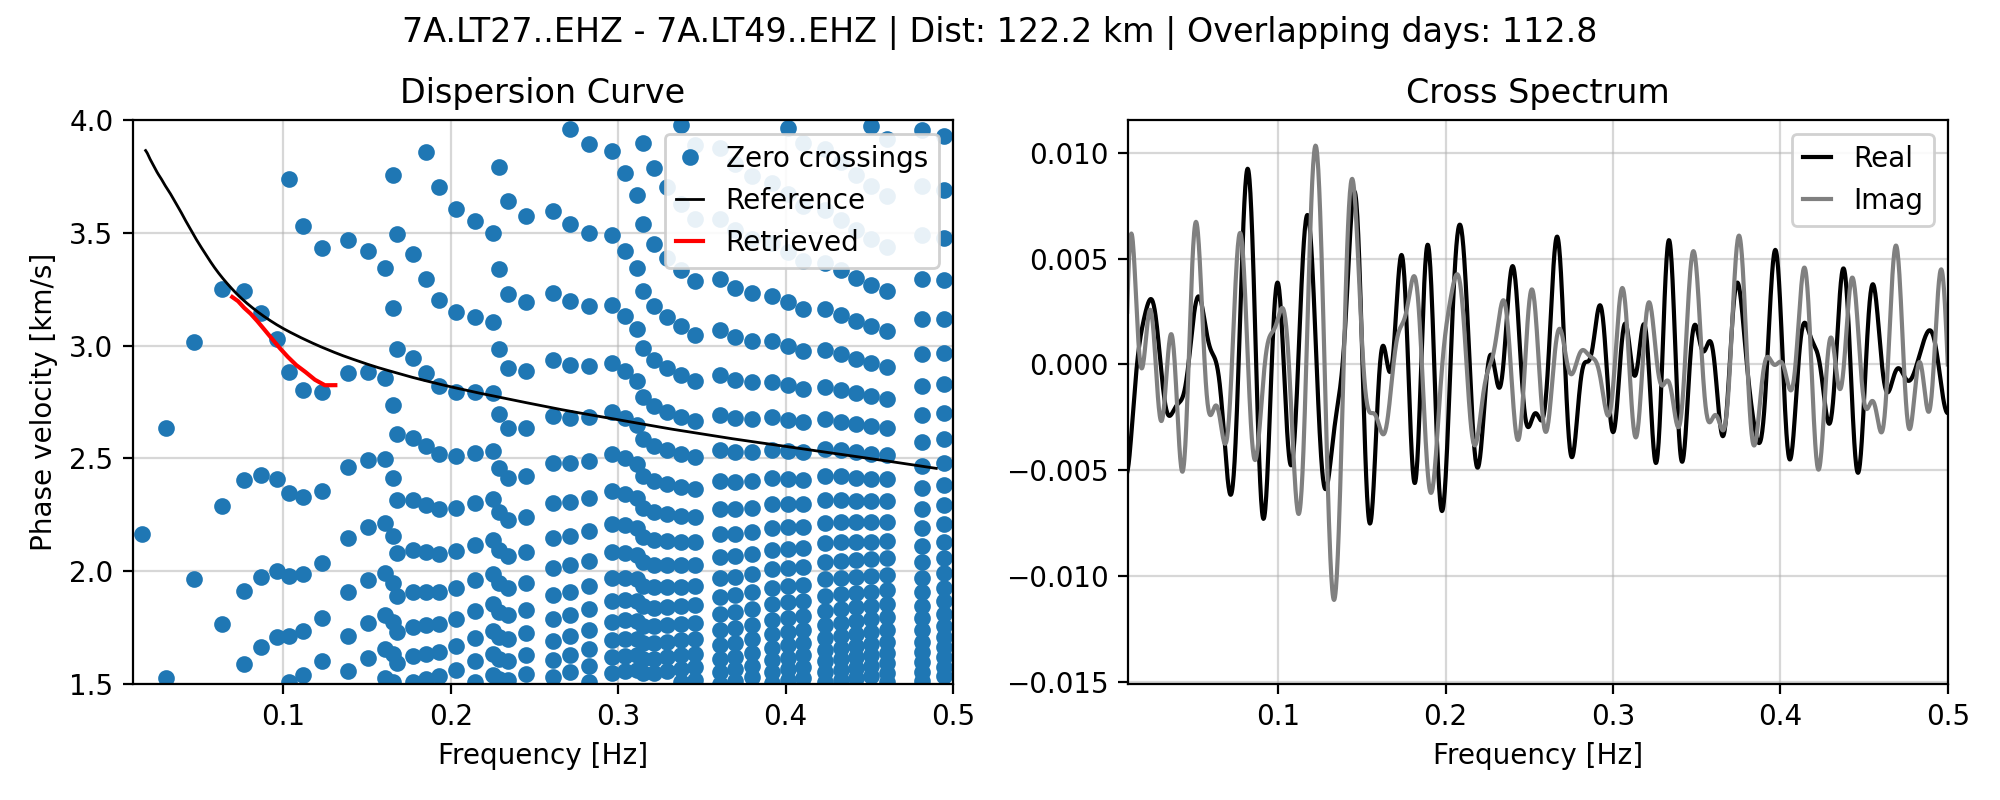 7A.LT27..EHZ - 7A.LT49..EHZ | Dist: 122.2 km | Overlapping days: 112.8
Dispersion Curve
4.0
3.5
3.0
2.5
2.0
1.5
Phase velocity [km/s]
0.1
0.2
0.3
0.4
0.5
Frequency [Hz]
Zero crossings
Reference
Retrieved
Cross Spectrum
0.010
0.005
0.000
−0.005
−0.010
−0.015
0.1
0.2
0.3
0.4
0.5
Frequency [Hz]
Real
Imag